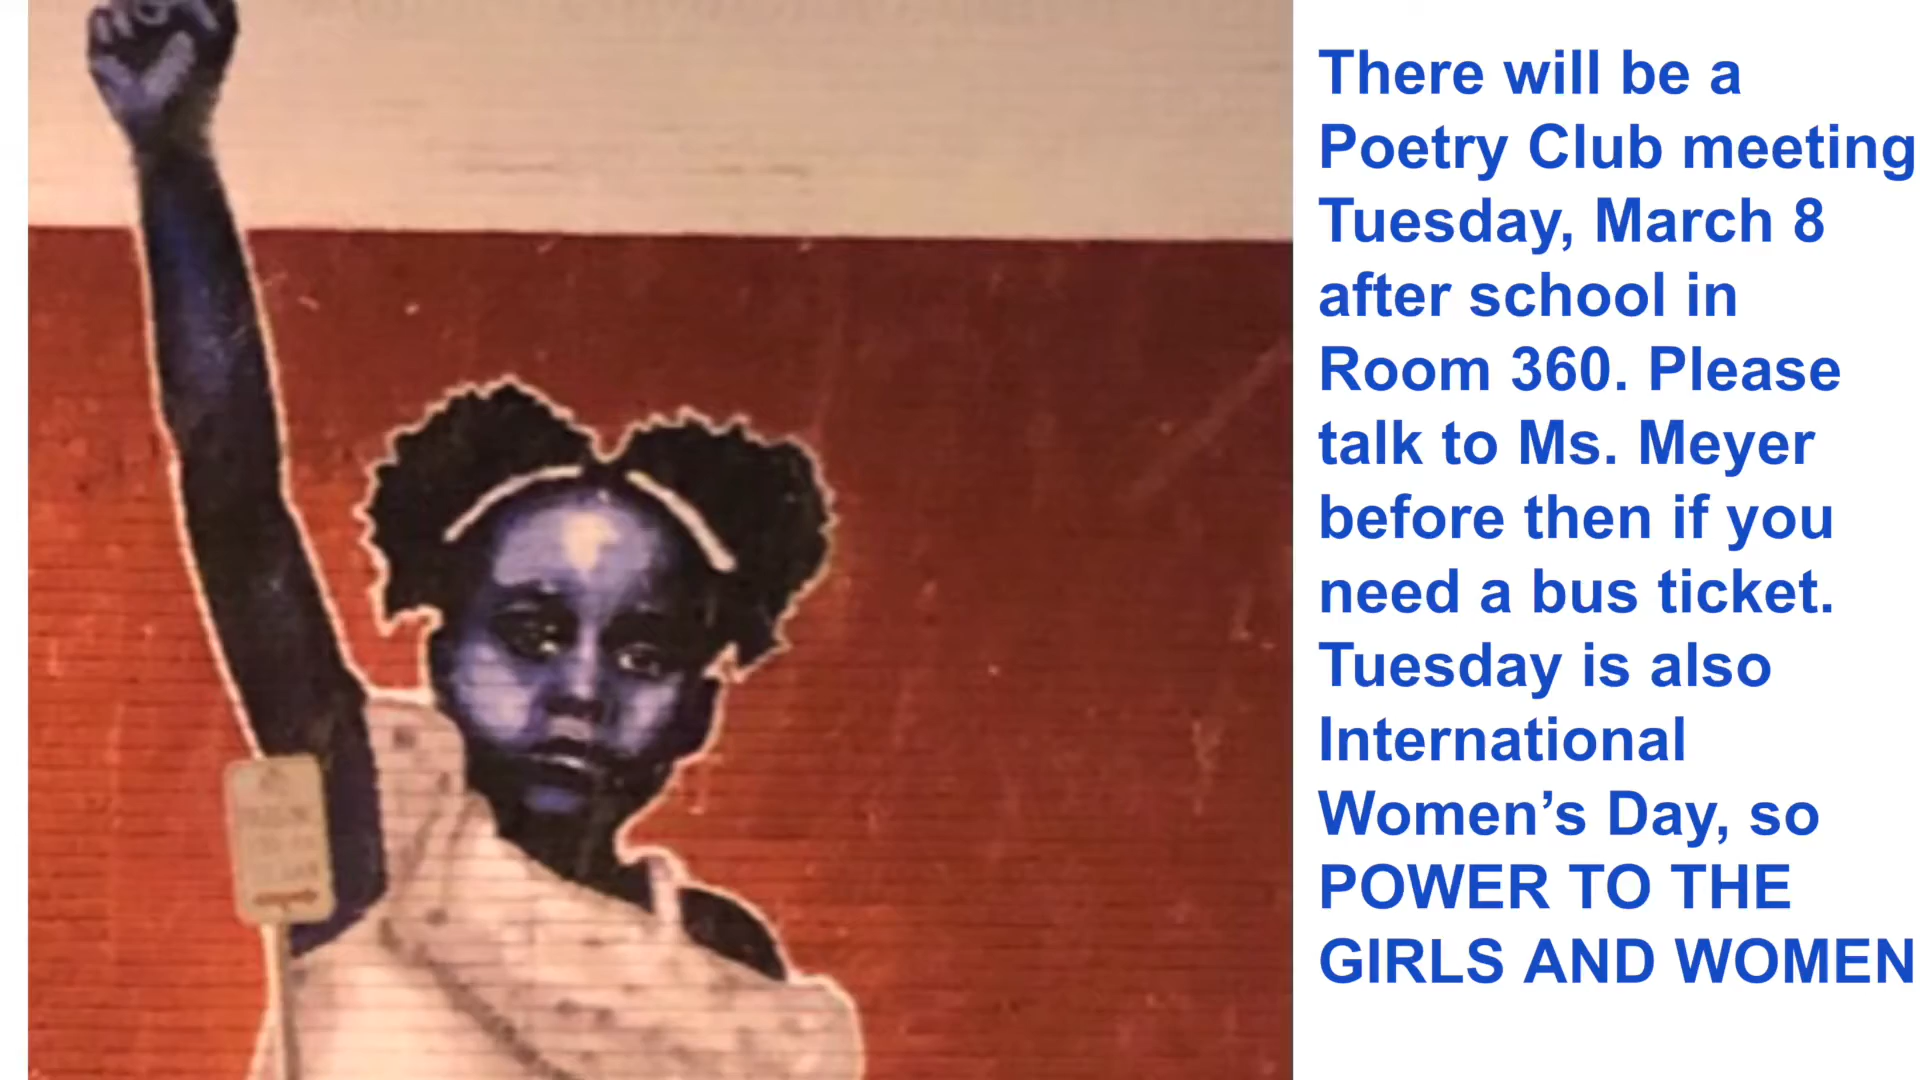 There will be a
Poetry Club meeting
Tuesday, March 8
after school in
Room 360. Please
talk to Ms. Meyer
before then if you
need a bus ticket.
Tuesday is also
International
Women’s Day, so
POWER TO THE
GIRLS AND WOMEN